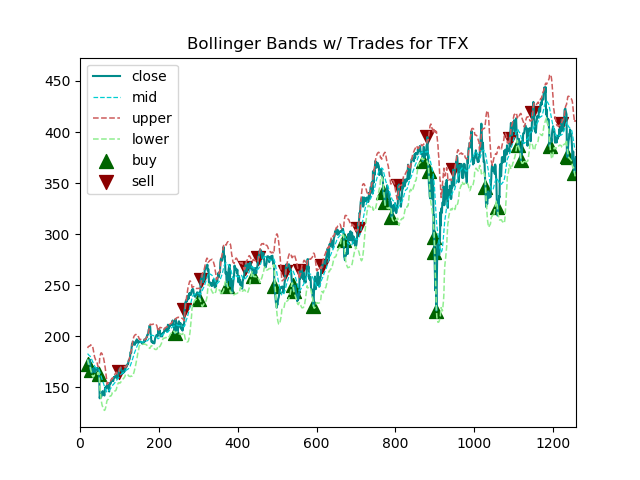 Bollinger Bands w/ Trades for TFX
close
mid
upper
lower
buy
sell
450
400
350
300
250
200
150
0 200 400 600 800 1000 1200